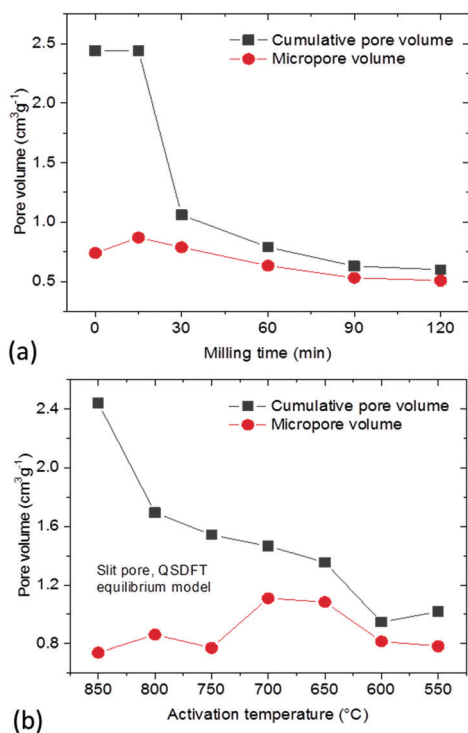 2.5
2.0
1.5
1.0
0.5
Pore volume (cm³g⁻¹)
Cumulative pore volume
Micropore volume
0 30 60 90 120
Milling time (min)
(a)
2.4
2.0
1.6
1.2
0.8
Pore volume (cm³g⁻¹)
Cumulative pore volume
Micropore volume
Slit pore, QSDFT
equilibrium model
850 800 750 700 650 600 550
Activation temperature (°C)
(b)